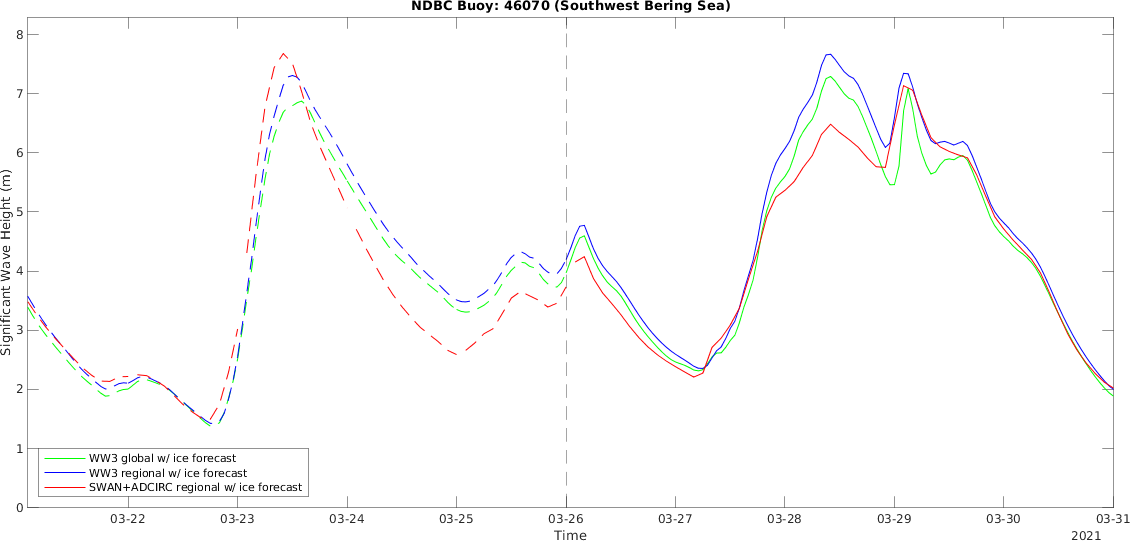 NDBC Buoy: 46070 (Southwest Bering Sea)
8
7
6
5
4
3
2
1
0
Significant Wave Height (m)
WW3 global w/ ice forecast
WW3 regional w/ ice forecast
SWAN+ADCIRC regional w/ ice forecast
03-22 03-23 03-24 03-25 03-26 03-27 03-28 03-29 03-30 03-31
Time
2021